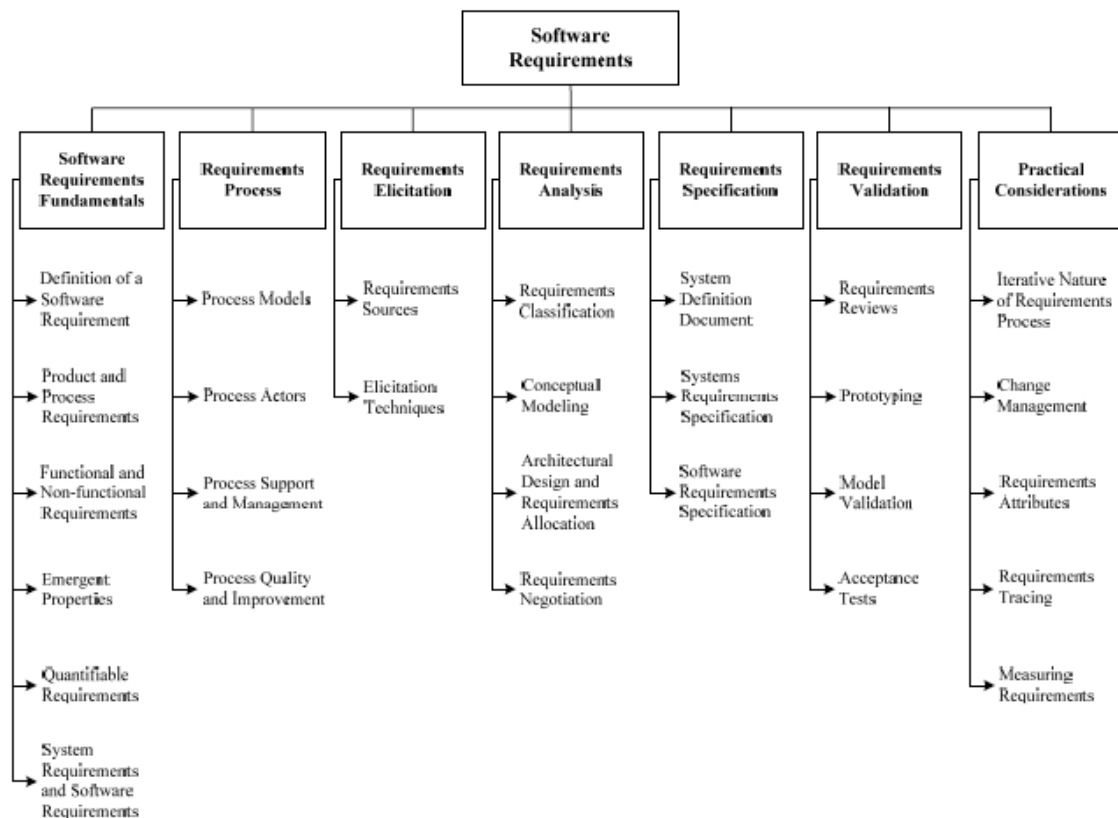 Software
Requirements
Software
Requirements
Fundamentals
Requirements
Process
Requirements
Elicitation
Requirements
Analysis
Requirements
Specification
Requirements
Validation
Practical
Considerations
Definition of a
Software
Requirement
Product and
Process
Requirements
Functional and
Non-functional
Requirements
Emergent
Properties
Quantifiable
Requirements
System
Requirements
and Software
Requirements
Process Models
Process Actors
Process Support
and Management
Process Quality
and Improvement
Requirements
Sources
Elicitation
Techniques
Requirements
Classification
Conceptual
Modeling
Architectural
Design and
Requirements
Allocation
Requirements
Negotiation
System
Definition
Document
Systems
Requirements
Specification
Software
Requirements
Specification
Requirements
Reviews
Prototyping
Model
Validation
Acceptance
Tests
Iterative Nature
of Requirements
Process
Change
Management
Requirements
Attributes
Requirements
Tracing
Measuring
Requirements